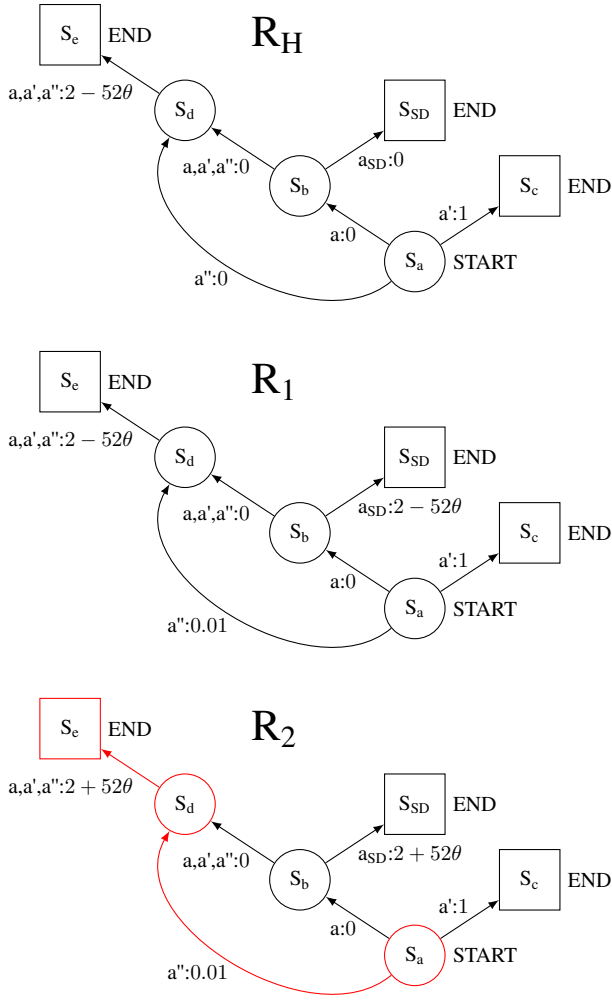 R_H
S_e END
a,a',a'':2 − 52θ
S_d
S_SD END
a,a',a'':0
a_SD:0
S_b
S_c END
a:0
a':1
a'':0
S_a START
R_1
S_e END
a,a',a'':2 − 52θ
S_d
S_SD END
a,a',a'':0
a_SD:2 − 52θ
S_b
S_c END
a:0
a':1
a'':0.01
S_a START
R_2
S_e END
a,a',a'':2 + 52θ
S_d
S_SD END
a,a',a'':0
a_SD:2 + 52θ
S_b
S_c END
a:0
a':1
a'':0.01
S_a START